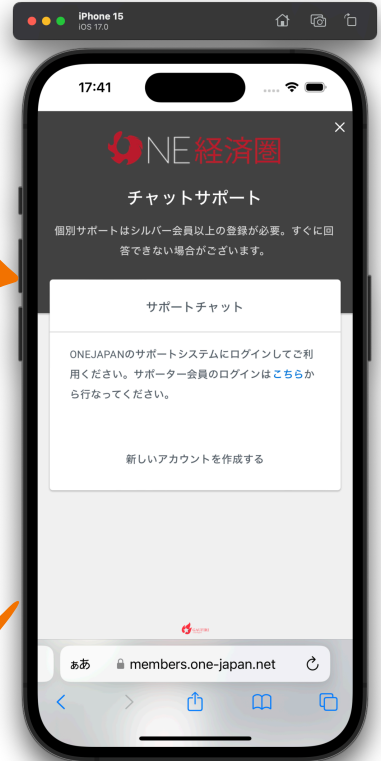 iPhone 15
iOS 17.0
17:41
ONE経済圏
チャットサポート
個別サポートはシルバー会員以上の登録が必要。すぐに回
答できない場合がございます。
サポートチャット
ONEJAPANのサポートシステムにログインしてご利
用ください。サポーター会員のログインはこちらか
ら行なってください。
新しいアカウントを作成する
ぁあ
members.one-japan.net